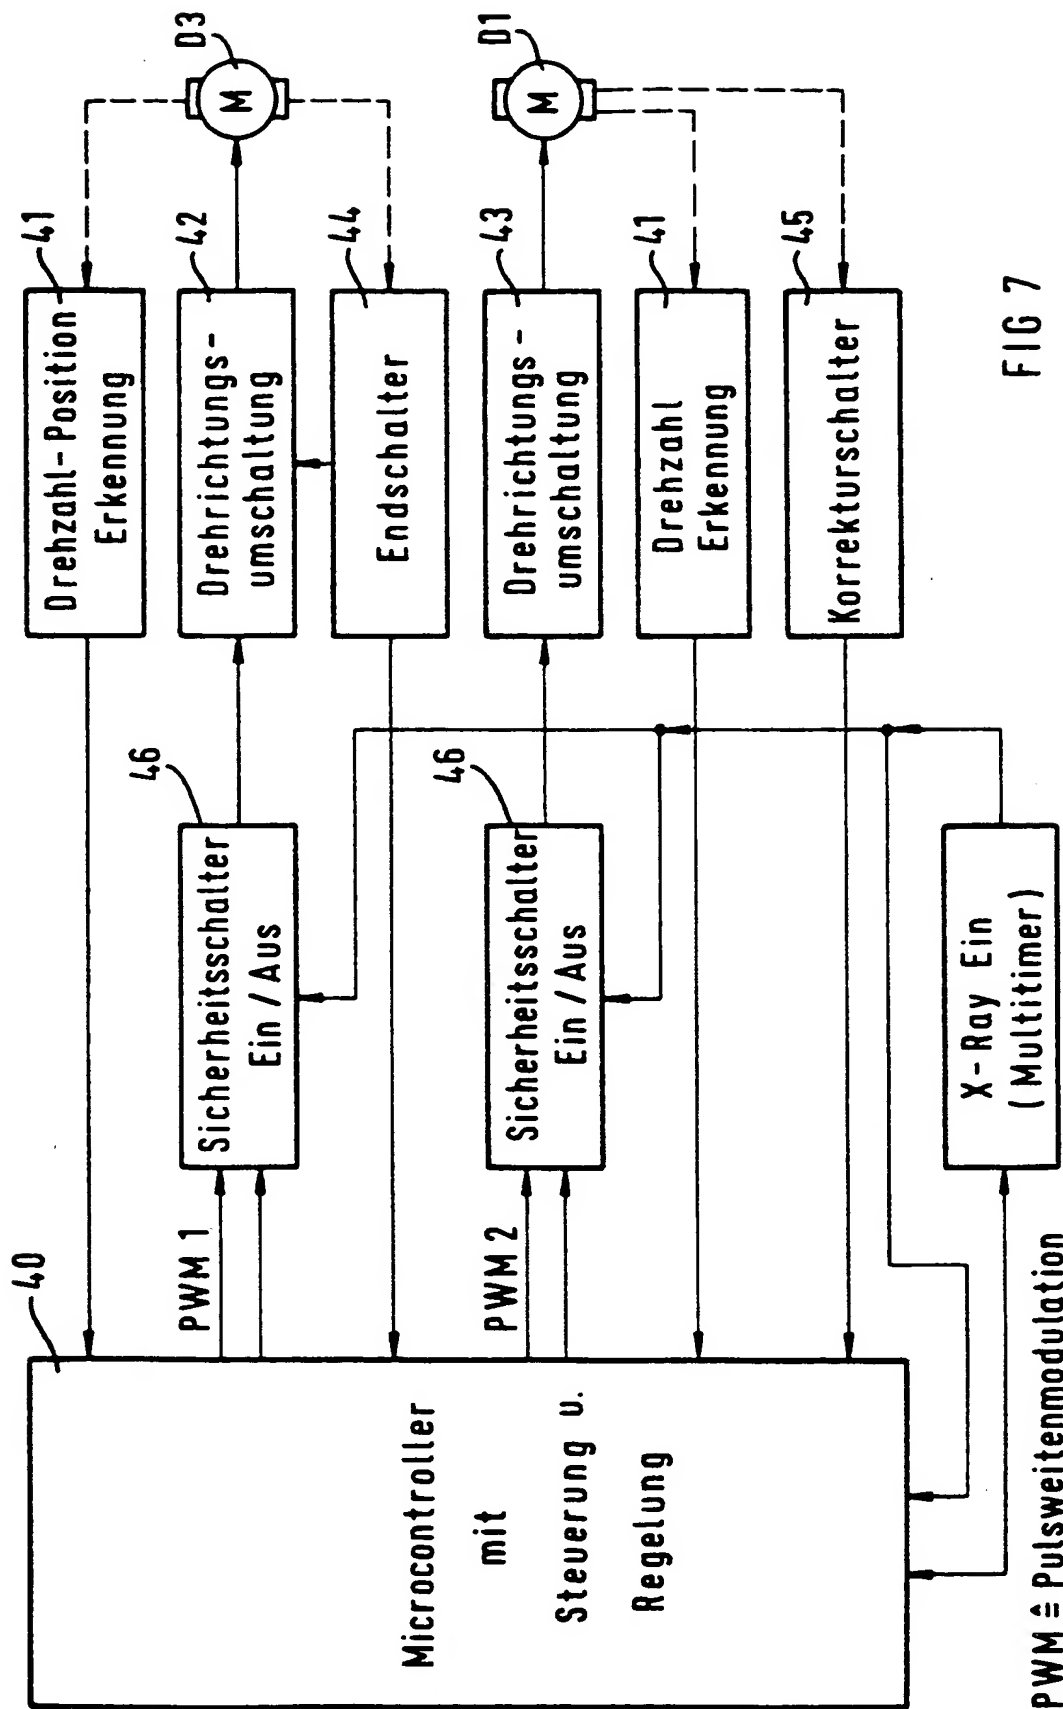 40
Microcontroller
mit
Steuerung u.
Regelung
PWM 1
PWM 2
46
Sicherheitsschalter
Ein / Aus
46
Sicherheitsschalter
Ein / Aus
X-Ray Ein
(Multitimer)
41
Drehzahl-Position
Erkennung
42
Drehrichtungs-
umschaltung
44
Endschalter
43
Drehrichtungs-
umschaltung
41
Drehzahl
Erkennung
45
Korrekturschalter
D3
M
D1
M
PWM ≙ Pulsweitenmodulation
FIG 7